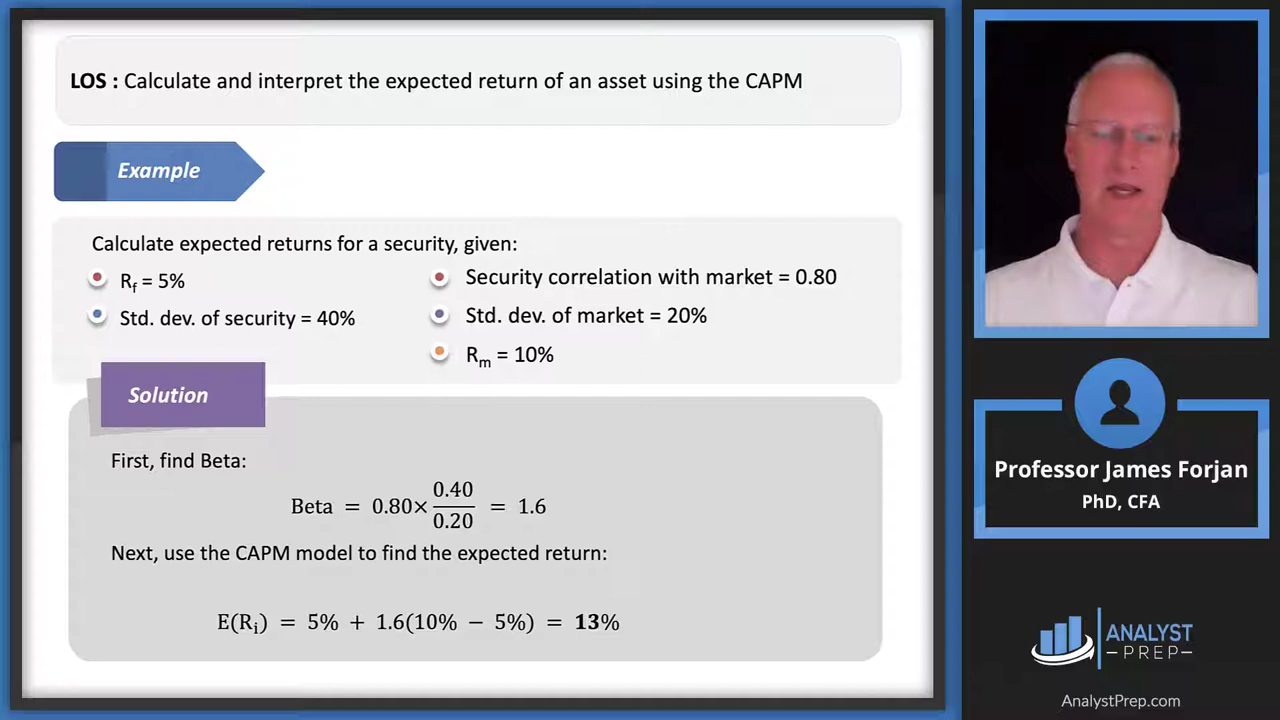 LOS : Calculate and interpret the expected return of an asset using the CAPM
Example
Calculate expected returns for a security, given:
R_f = 5%
Std. dev. of security = 40%
Security correlation with market = 0.80
Std. dev. of market = 20%
R_m = 10%
Solution
First, find Beta:
Beta = 0.80× 0.40/0.20 = 1.6
Next, use the CAPM model to find the expected return:
E(R_i) = 5% + 1.6(10% − 5%) = 13%
Professor James Forjan
PhD, CFA
ANALYST
PREP
AnalystPrep.com